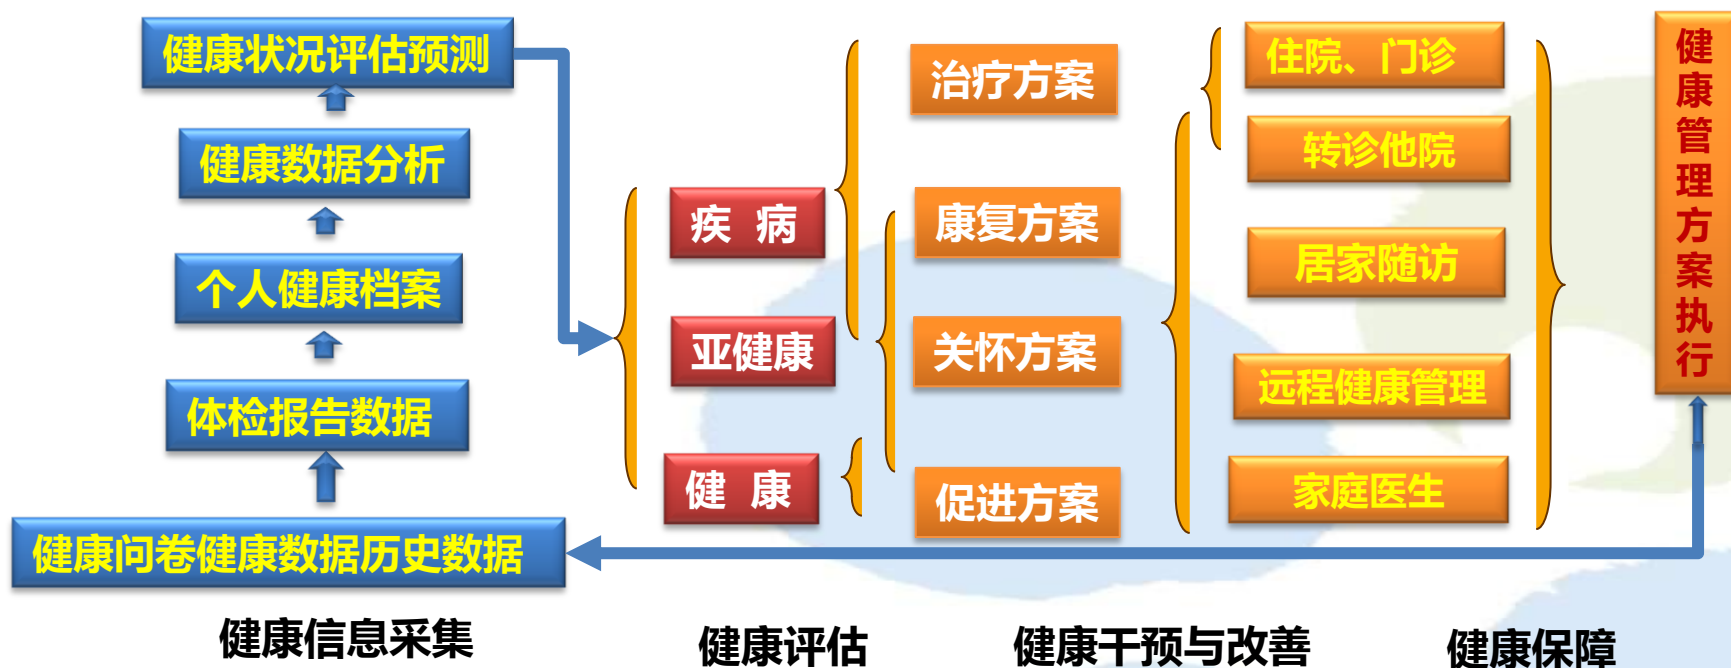 健康状况评估预测
健康数据分析
个人健康档案
体检报告数据
健康问卷健康数据历史数据
健康信息采集
疾 病
亚健康
健 康
健康评估
治疗方案
康复方案
关怀方案
促进方案
健康干预与改善
住院、门诊
转诊他院
居家随访
远程健康管理
家庭医生
健康保障
健康管理方案执行